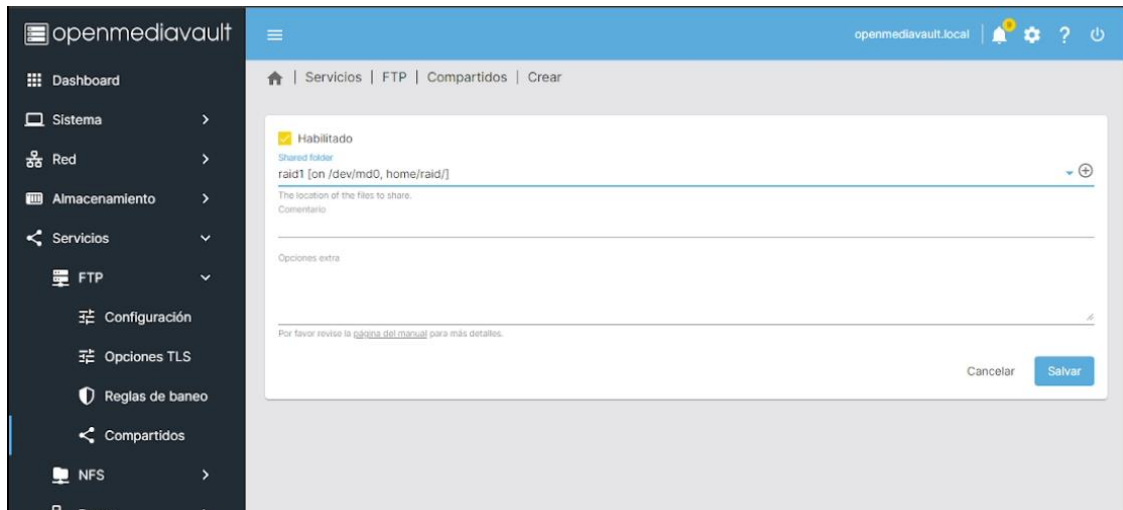 openmediavault
openmediavault.local
Dashboard
Sistema
Red
Almacenamiento
Servicios
FTP
Configuración
Opciones TLS
Reglas de baneo
Compartidos
NFS
| Servicios | FTP | Compartidos | Crear
Habilitado
Shared folder
raid1 [on /dev/md0, home/raid/]
The location of the files to share.
Comentario
Opciones extra
Por favor revise la página del manual para más detalles.
Cancelar Salvar